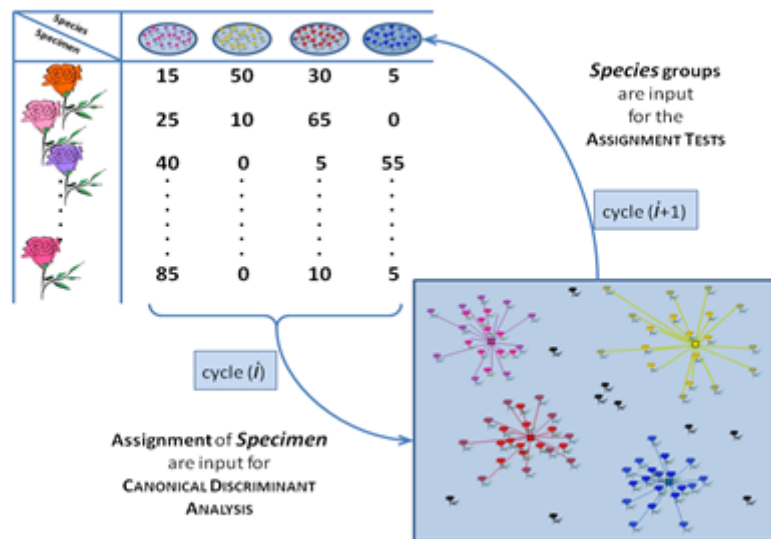 Species
Specimen
15 50 30 5
25 10 65 0
40 0 5 55
85 0 10 5
Species groups
are input
for the
ASSIGNMENT TESTS
cycle (i+1)
cycle (i)
Assignment of Specimen
are input for
CANONICAL DISCRIMINANT
ANALYSIS